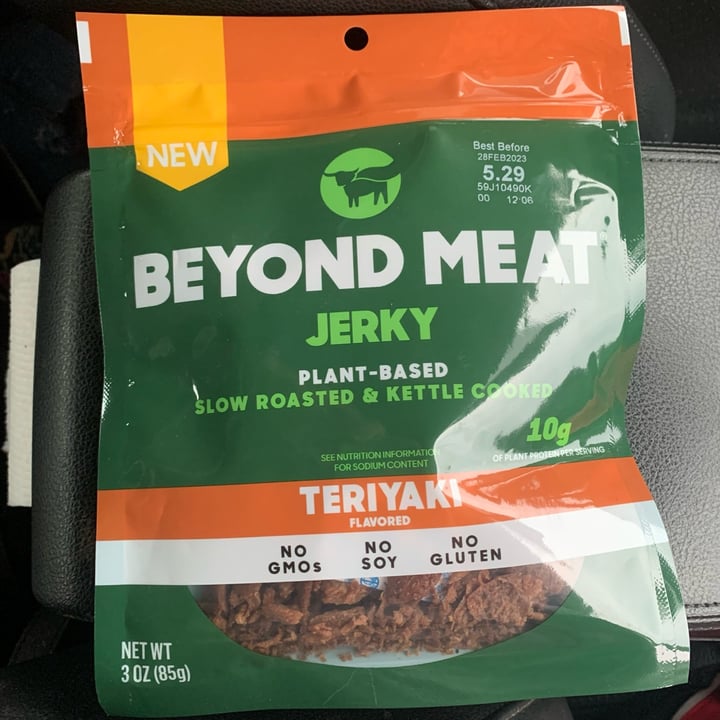 NEW
Best Before
28FEB2023
5.29
59J10490K
00 12:06
BEYOND MEAT®
JERKY
PLANT-BASED
SLOW ROASTED & KETTLE COOKED
10g
OF PLANT PROTEIN PER SERVING
SEE NUTRITION INFORMATION
FOR SODIUM CONTENT
TERIYAKI
FLAVORED
NO
GMOs
NO
SOY
NO
GLUTEN
NET WT
3 OZ (85g)